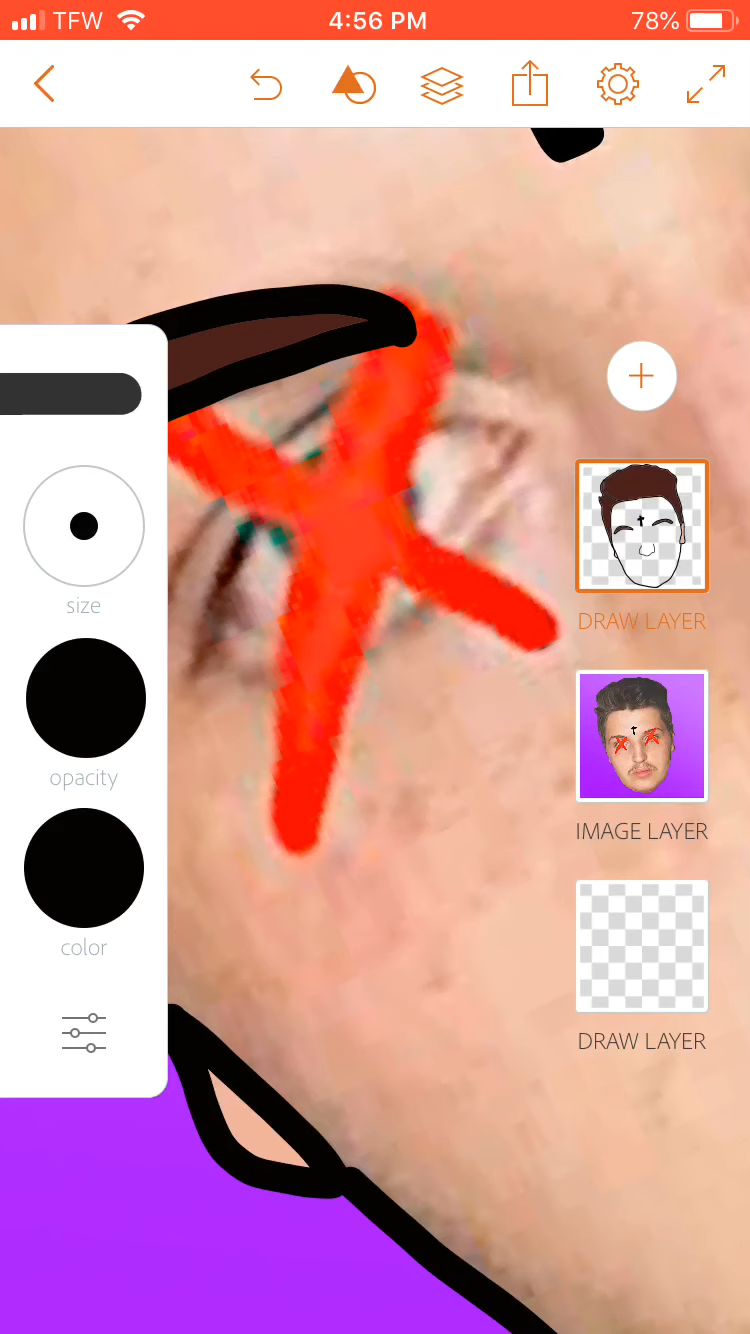 TFW 4:56 PM 78%
size
opacity
color
DRAW LAYER
IMAGE LAYER
DRAW LAYER